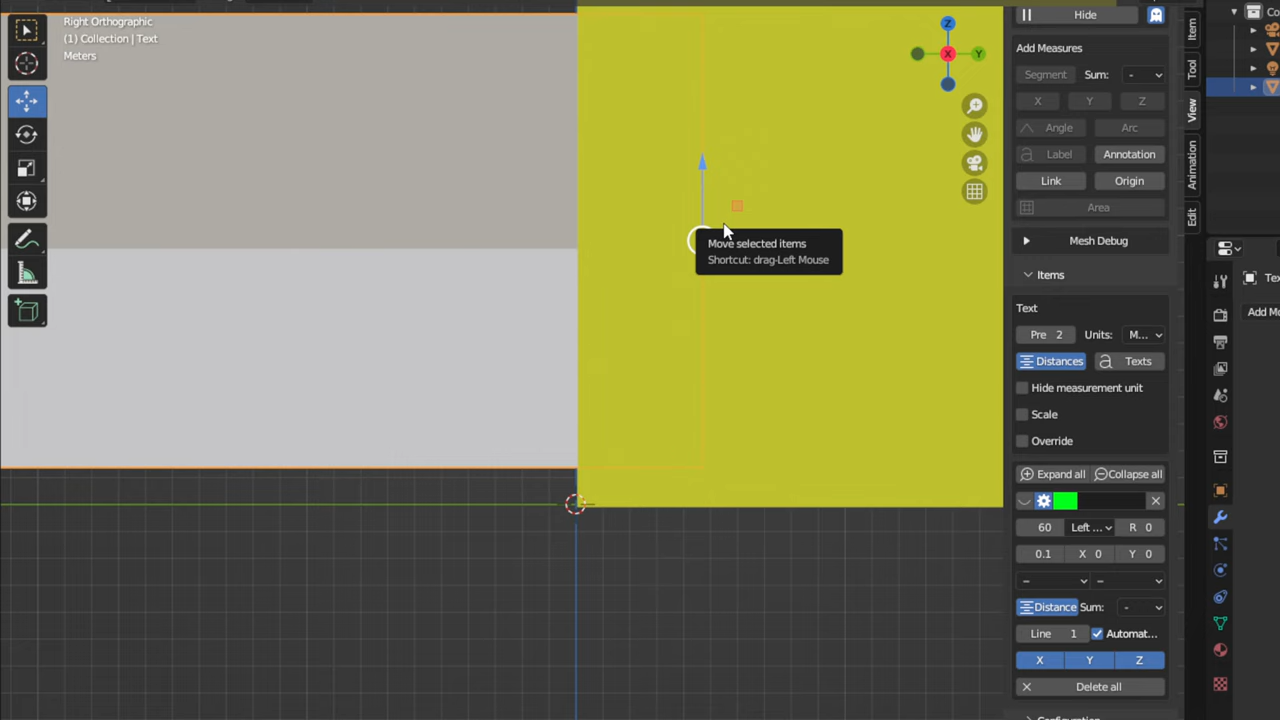 Right Orthographic
(1) Collection | Text
Meters
Z
X
Y
Move selected items
Shortcut: drag-Left Mouse
Hide
Add Measures
Segment Sum: -
X Y Z
Angle Arc
a Label Annotation
Link Origin
Area
Mesh Debug
Items
Text
Pre 2 Units: M...
Distances a Texts
Hide measurement unit
Scale
Override
Expand all Collapse all
60 Left ... R 0
0.1 X 0 Y 0
– –
Distance Sum: -
Line 1 Automat...
X Y Z
Delete all
Item
Tool
View
Animation
Edit
Co
Te
Add Mo